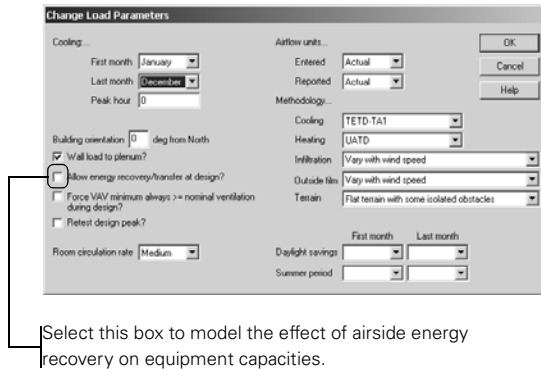 Change Load Parameters
Cooling...
First month January
Last month December
Peak hour 0
Building orientation 0 deg from North
Wall load to plenum?
Allow energy recovery/transfer at design?
Force VAV minimum always >= nominal ventilation
during design?
Retest design peak?
Room circulation rate Medium
Airflow units...
Entered Actual
Reported Actual
Methodology...
Cooling TETD-TA1
Heating UATD
Infiltration Vary with wind speed
Outside film Vary with wind speed
Terrain Flat terrain with some isolated obstacles
First month Last month
Daylight savings
Summer period
OK
Cancel
Help
Select this box to model the effect of airside energy
recovery on equipment capacities.